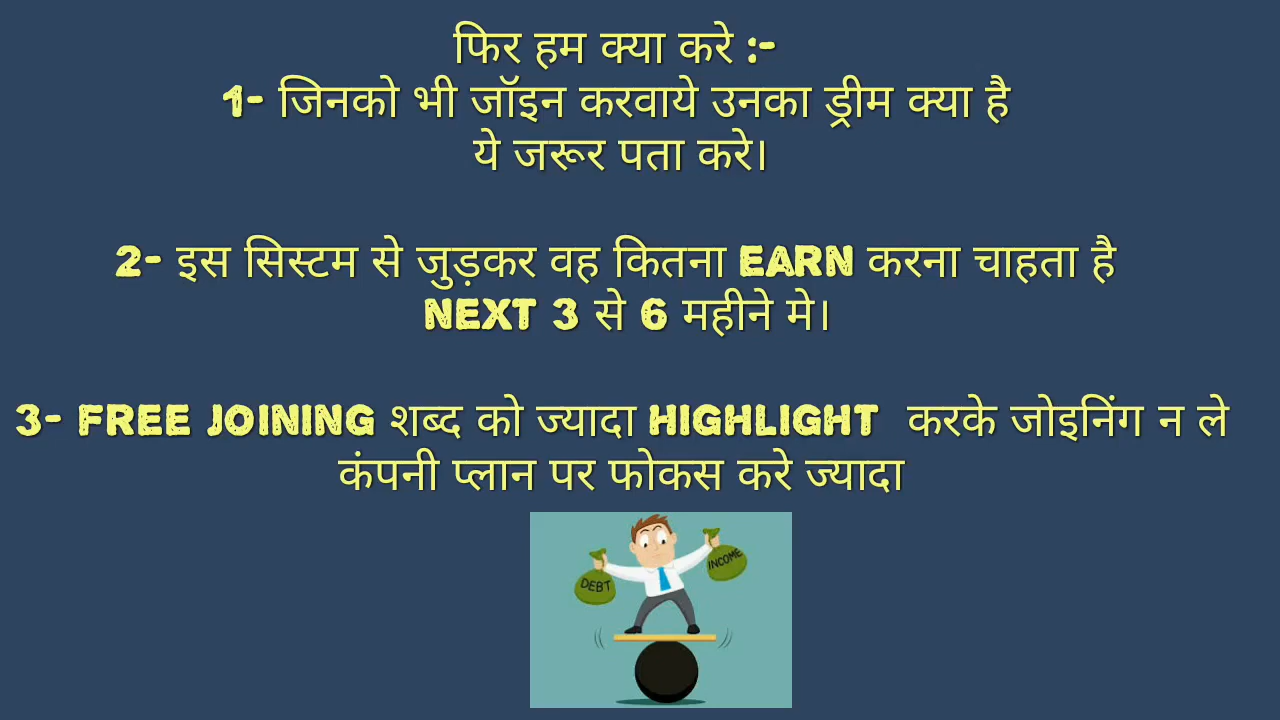 फिर हम क्या करे :-
1- जिनको भी जॉइन करवाये उनका ड्रीम क्या है
ये जरूर पता करे।
2- इस सिस्टम से जुड़कर वह कितना EARN करना चाहता है
NEXT 3 से 6 महीने मे।
3- FREE JOINING शब्द को ज्यादा HIGHLIGHT करके जोइनिंग न ले
कंपनी प्लान पर फोकस करे ज्यादा
DEBT
INCOME